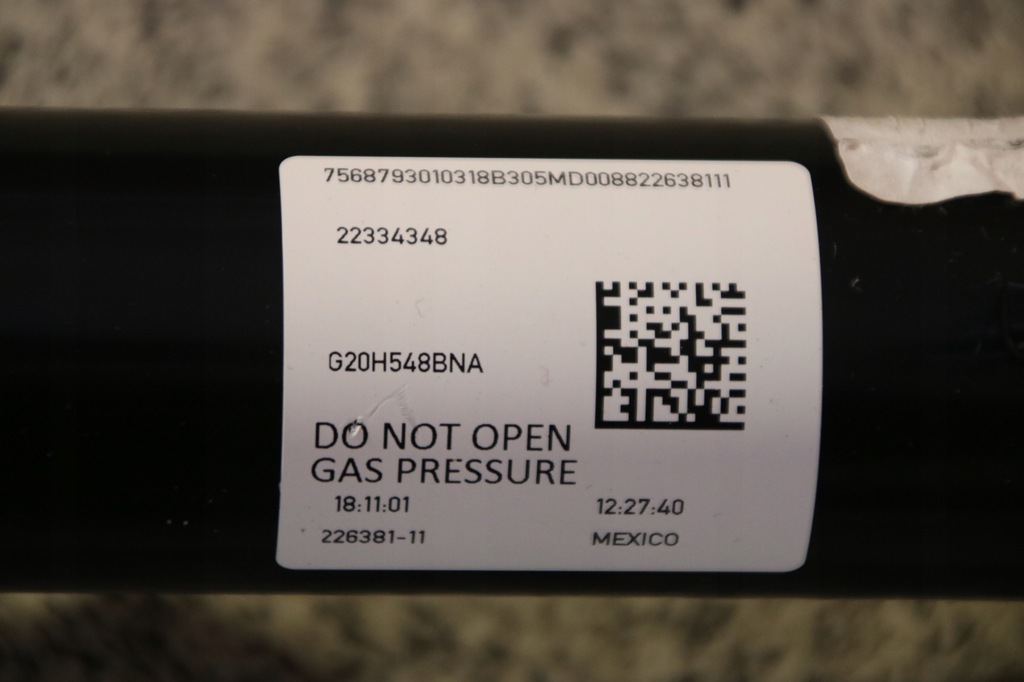 7568793010318B305MD008822638111
22334348
G20H548BNA
DO NOT OPEN
GAS PRESSURE
18:11:01 12:27:40
226381-11 MEXICO